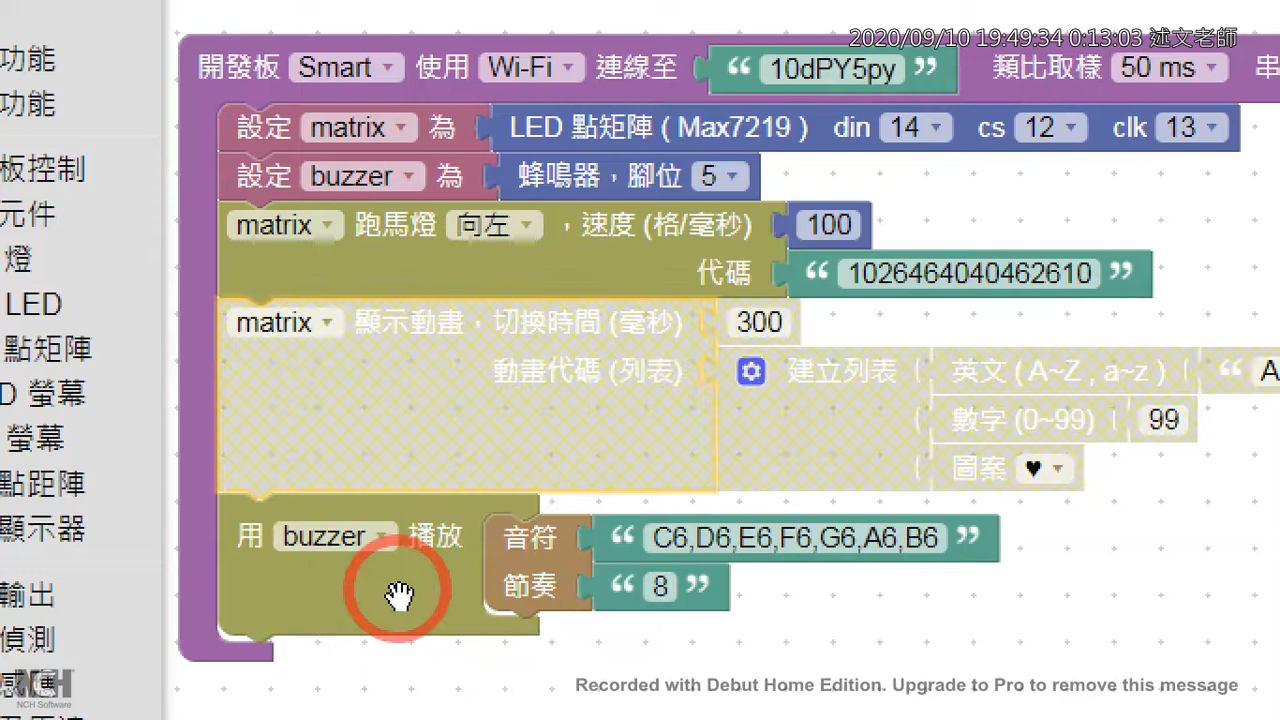 2020/09/10 19:49:34 0:13:03 述文老師
功能
功能
板控制
元件
燈
LED
點矩陣
D 螢幕
螢幕
點距陣
顯示器
輸出
偵測
感應
開發板 Smart 使用 Wi-Fi 連線至 “ 10dPY5py ” 類比取樣 50 ms 串
設定 matrix 為 LED 點矩陣 ( Max7219 ) din 14 cs 12 clk 13
設定 buzzer 為 蜂鳴器，腳位 5
matrix 跑馬燈 向左 ，速度 (格/毫秒) 100
代碼 “ 1026464040462610 ”
matrix 顯示動畫，切換時間 (毫秒) 300
動畫代碼 (列表) 建立列表 英文 ( A~Z , a~z ) “ A
數字 (0~99) 99
圖案 ♥
用 buzzer 播放 音符 “ C6,D6,E6,F6,G6,A6,B6 ”
節奏 “ 8 ”
NCH
NCH Software
Recorded with Debut Home Edition. Upgrade to Pro to remove this message